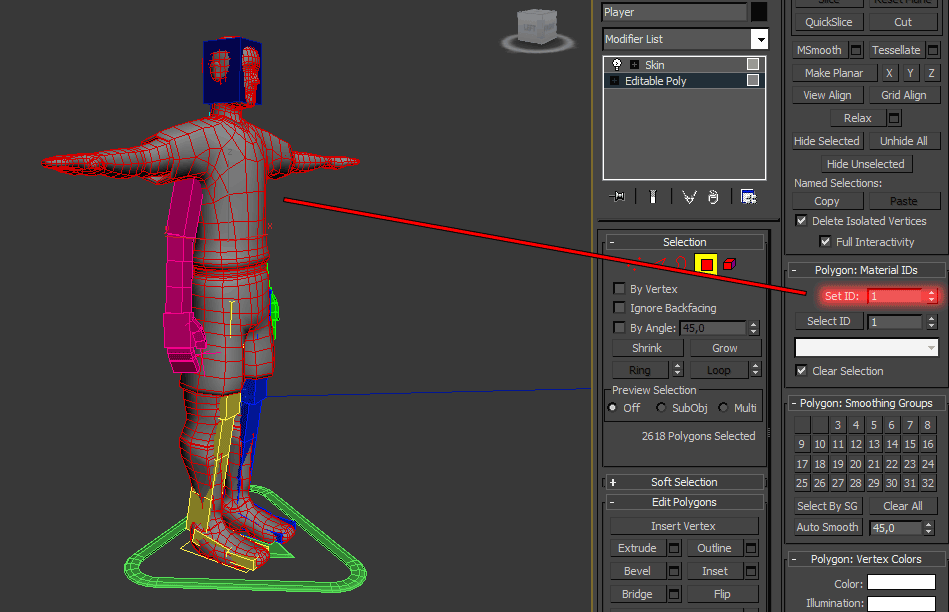 Player
Modifier List
Skin
Editable Poly
Selection
By Vertex
Ignore Backfacing
By Angle: 45,0
Shrink Grow
Ring Loop
Preview Selection
Off SubObj Multi
2618 Polygons Selected
+ Soft Selection
- Edit Polygons
Insert Vertex
Extrude Outline
Bevel Inset
Bridge Flip
Slice Reset Plane
QuickSlice Cut
MSmooth Tessellate
Make Planar X Y Z
View Align Grid Align
Relax
Hide Selected Unhide All
Hide Unselected
Named Selections:
Copy Paste
Delete Isolated Vertices
Full Interactivity
- Polygon: Material IDs
Set ID: 1
Select ID 1
Clear Selection
- Polygon: Smoothing Groups
3 4 5 6 7 8
9 10 11 12 13 14 15 16
17 18 19 20 21 22 23 24
25 26 27 28 29 30 31 32
Select By SG Clear All
Auto Smooth 45,0
- Polygon: Vertex Colors
Color:
Illumination: